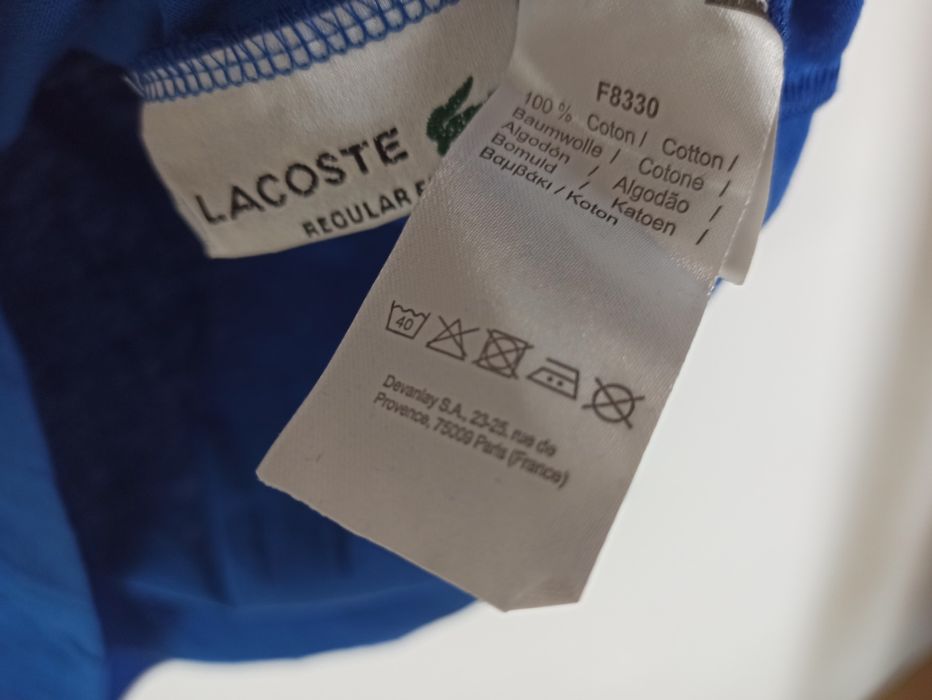 LACOSTE
REGULAR
F8330
100 % Coton / Cotton /
Baumwolle / Cotone /
Algodón / Algodão /
Bomuld / Katoen /
Βαμβάκι / Koton
40
Devanlay S.A., 23-25, rue de
Provence, 75009 Paris (France)